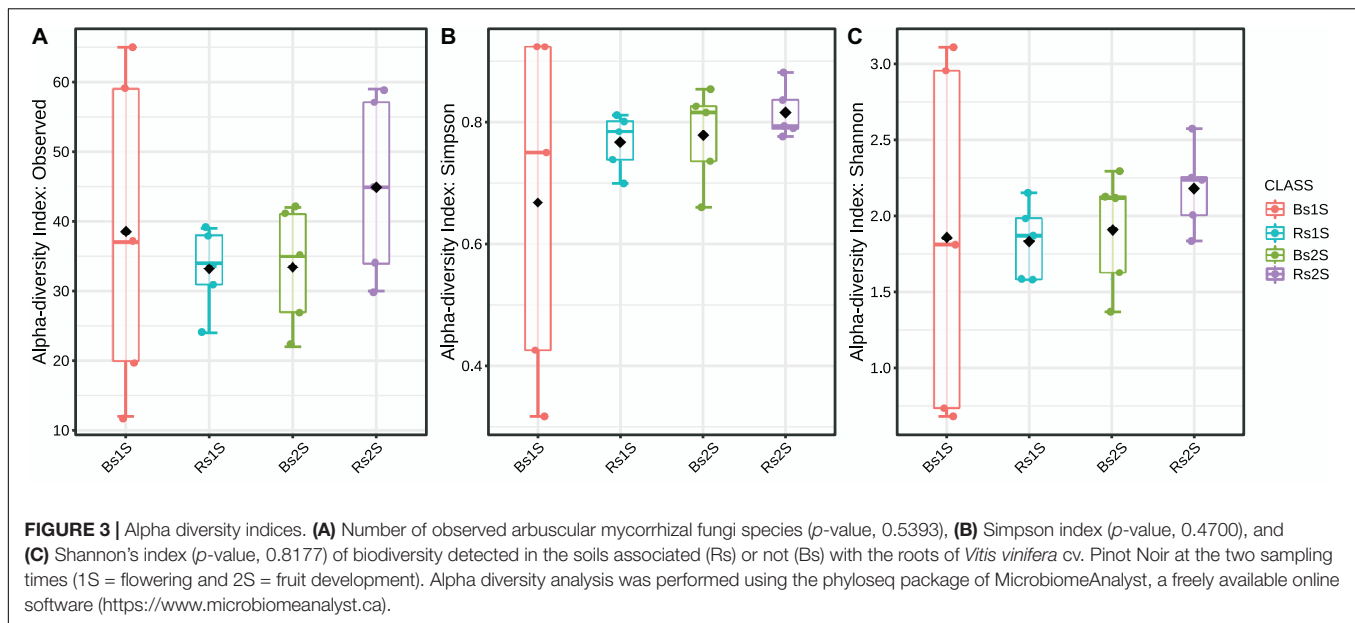 A
Alpha-diversity Index: Observed
60
50
40
30
20
10
Bs1S
Rs1S
Bs2S
Rs2S
B
Alpha-diversity Index: Simpson
0.8
0.6
0.4
Bs1S
Rs1S
Bs2S
Rs2S
C
Alpha-diversity Index: Shannon
3.0
2.5
2.0
1.5
1.0
Bs1S
Rs1S
Bs2S
Rs2S
CLASS
Bs1S
Rs1S
Bs2S
Rs2S
FIGURE 3 | Alpha diversity indices. (A) Number of observed arbuscular mycorrhizal fungi species (p-value, 0.5393), (B) Simpson index (p-value, 0.4700), and
(C) Shannon's index (p-value, 0.8177) of biodiversity detected in the soils associated (Rs) or not (Bs) with the roots of Vitis vinifera cv. Pinot Noir at the two sampling
times (1S = flowering and 2S = fruit development). Alpha diversity analysis was performed using the phyloseq package of MicrobiomeAnalyst, a freely available online
software (https://www.microbiomeanalyst.ca).